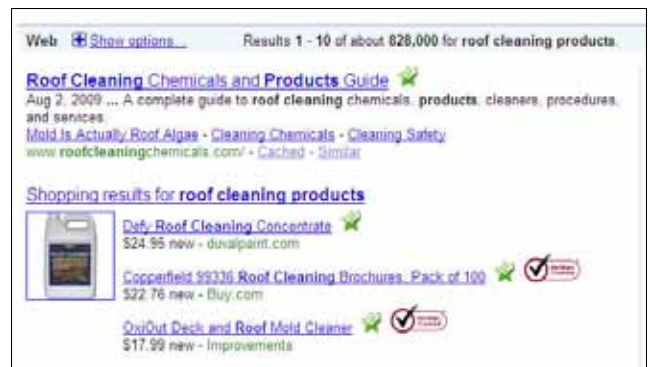 Web Show options... Results 1 - 10 of about 828,000 for roof cleaning products.
Roof Cleaning Chemicals and Products Guide
Aug 2, 2009 ... A complete guide to roof cleaning chemicals, products, cleaners, procedures,
and services.
Mold Is Actually Roof Algae - Cleaning Chemicals - Cleaning Safety
www.roofcleaningchemicals.com/ - Cached - Similar
Shopping results for roof cleaning products
Defy Roof Cleaning Concentrate
$24.95 new - duvalpaint.com
Copperfield 99336 Roof Cleaning Brochures, Pack of 100
$22.76 new - Buy.com
OxiOut Deck and Roof Mold Cleaner
$17.99 new - Improvements